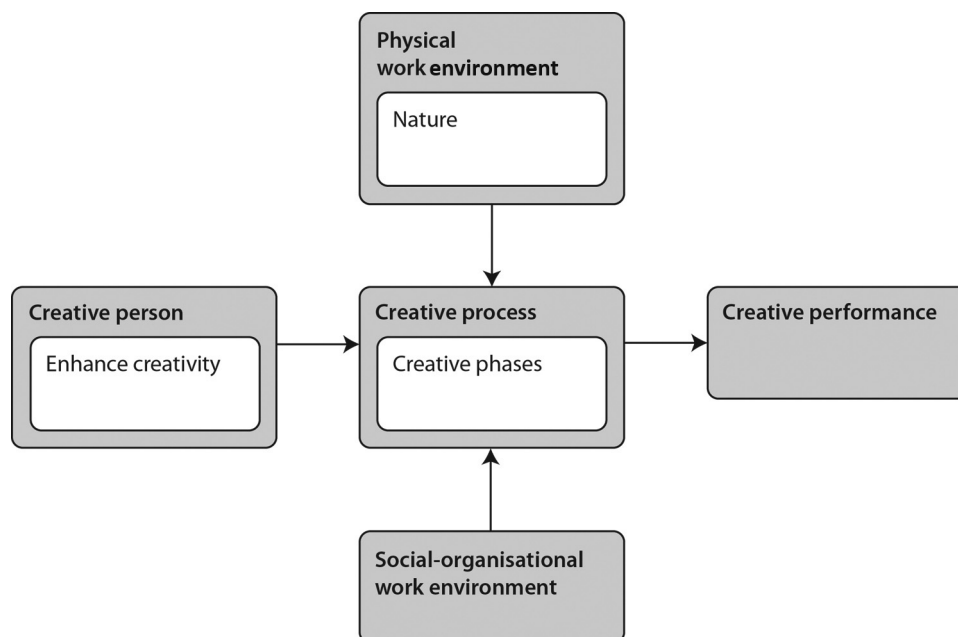 Physical
work environment
Nature
Creative person
Enhance creativity
Creative process
Creative phases
Creative performance
Social-organisational
work environment